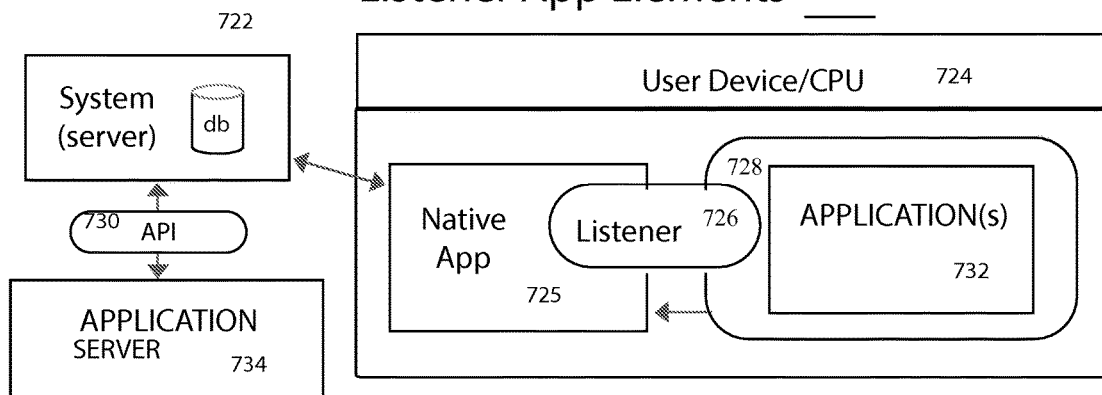 Listener App Elements
722
User Device/CPU 724
System
(server)
db
730 API
APPLICATION
SERVER
734
Native
App
725
Listener 726
728
APPLICATION(s)
732